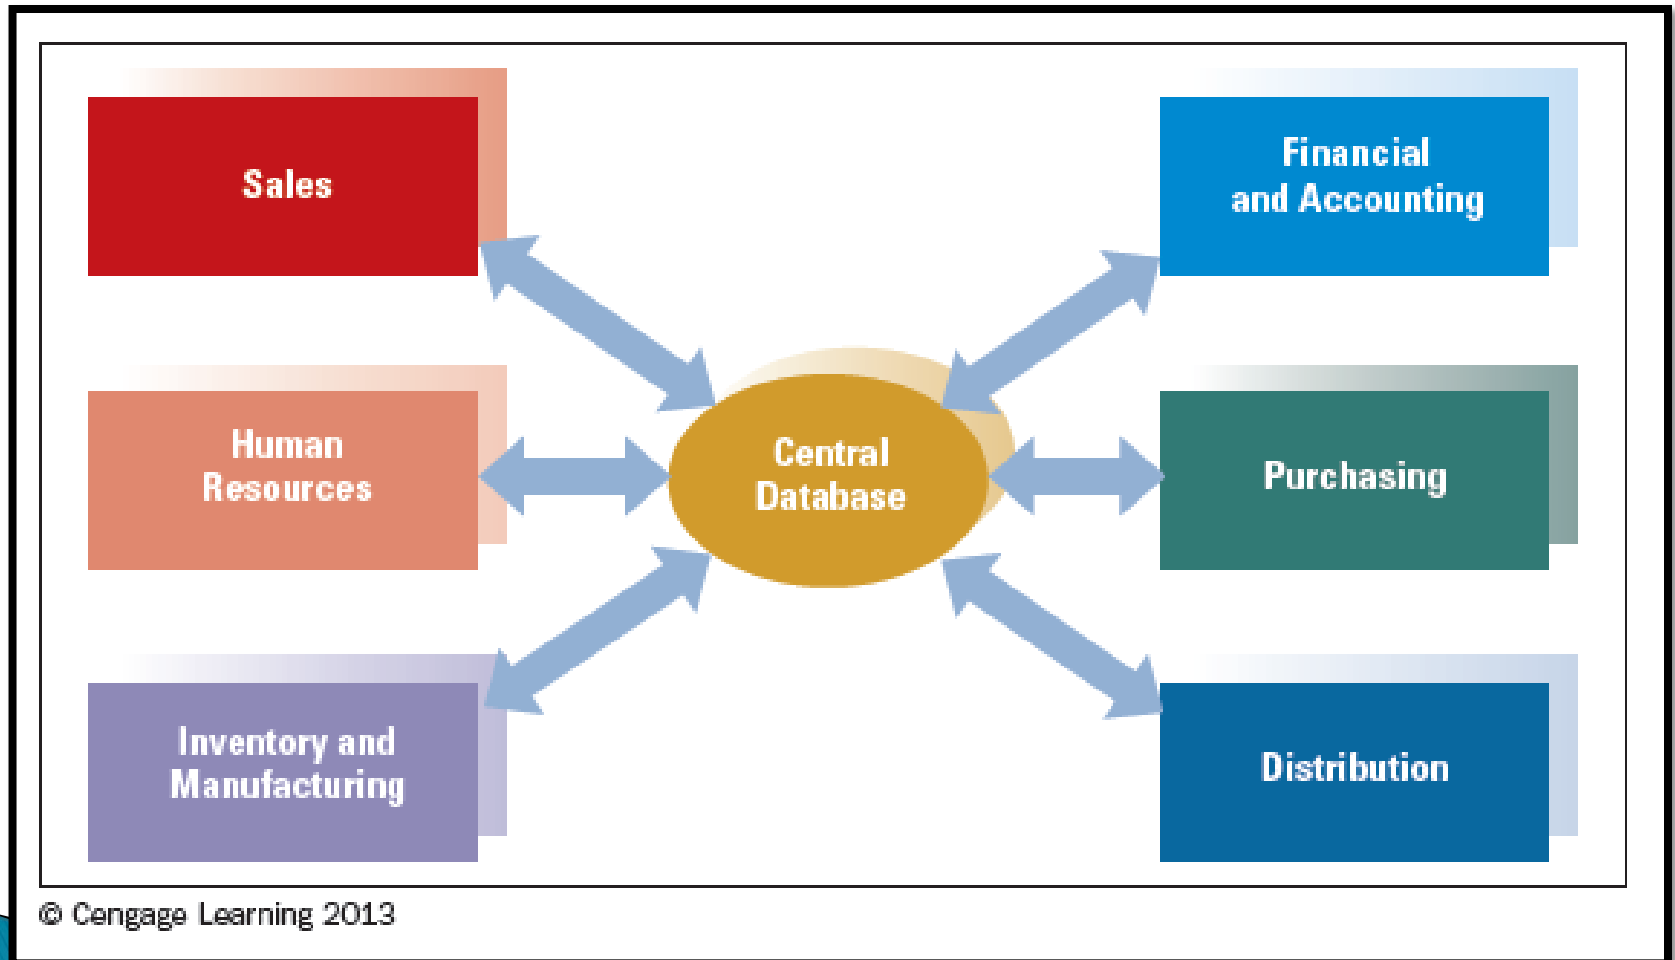 Sales
Financial
and Accounting
Human
Resources
Central
Database
Purchasing
Inventory and
Manufacturing
Distribution
© Cengage Learning 2013